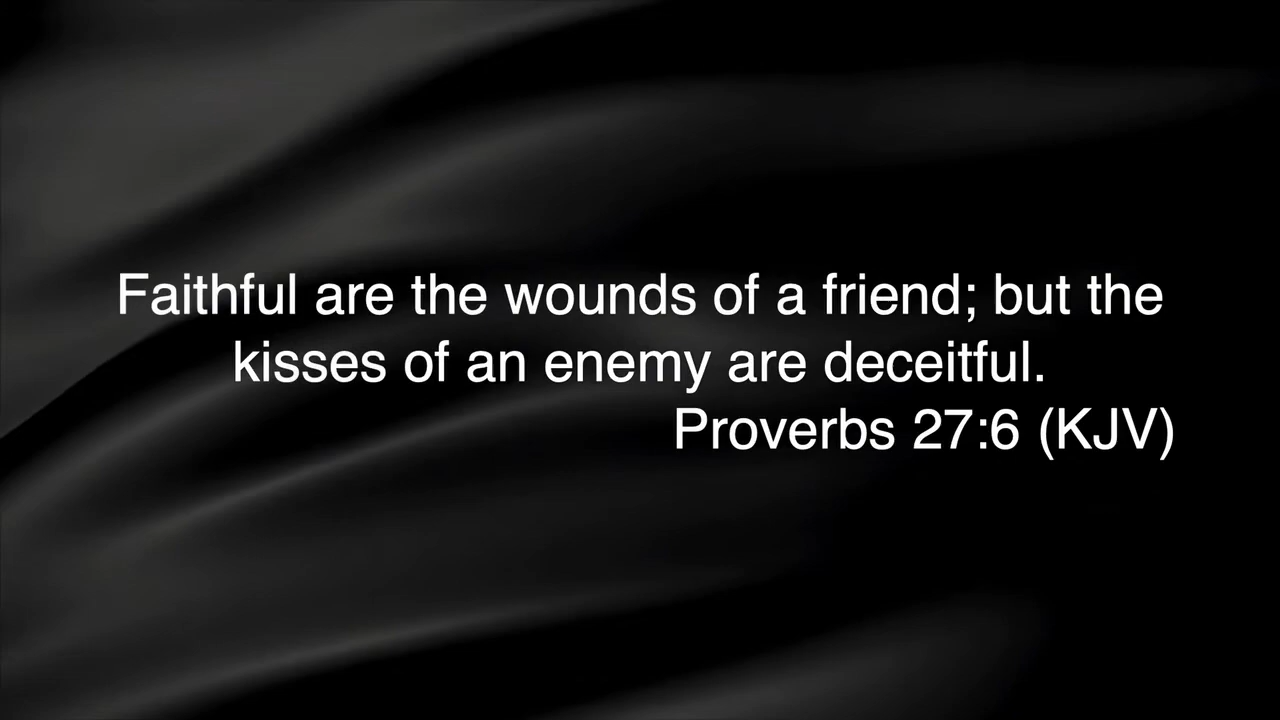 Faithful are the wounds of a friend; but the
kisses of an enemy are deceitful.
Proverbs 27:6 (KJV)